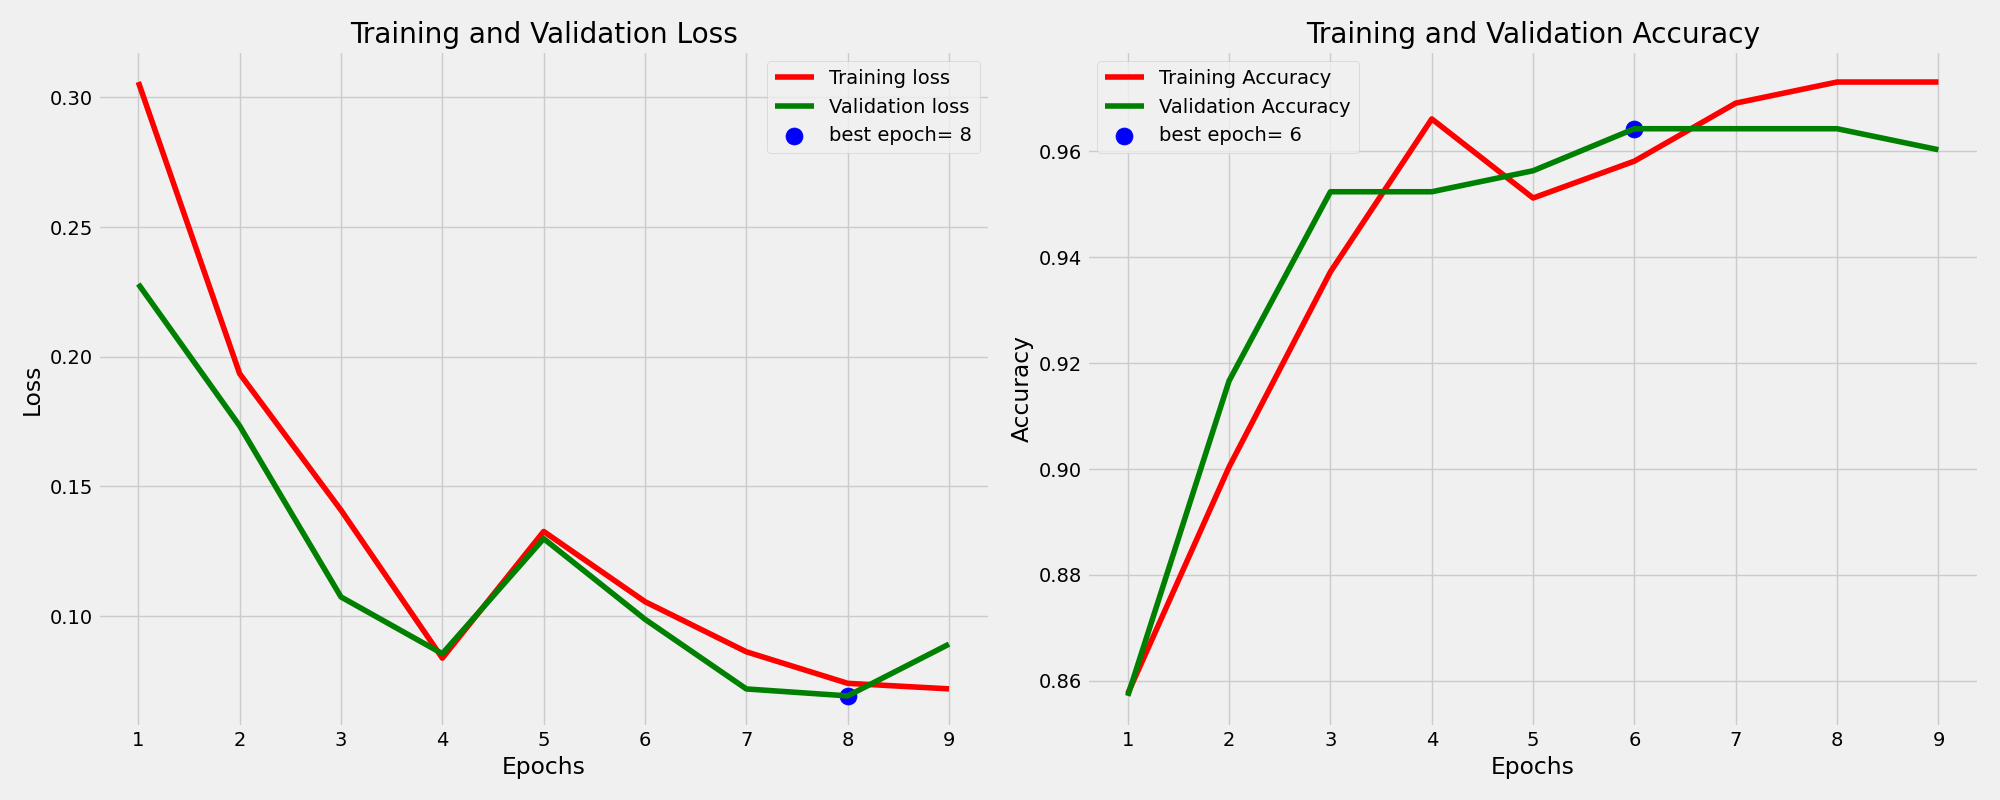 Training and Validation Loss
Training loss
Validation loss
best epoch= 8
0.30
0.25
0.20
0.15
0.10
Loss
1 2 3 4 5 6 7 8 9
Epochs
Training and Validation Accuracy
Training Accuracy
Validation Accuracy
best epoch= 6
0.96
0.94
0.92
0.90
0.88
0.86
Accuracy
1 2 3 4 5 6 7 8 9
Epochs